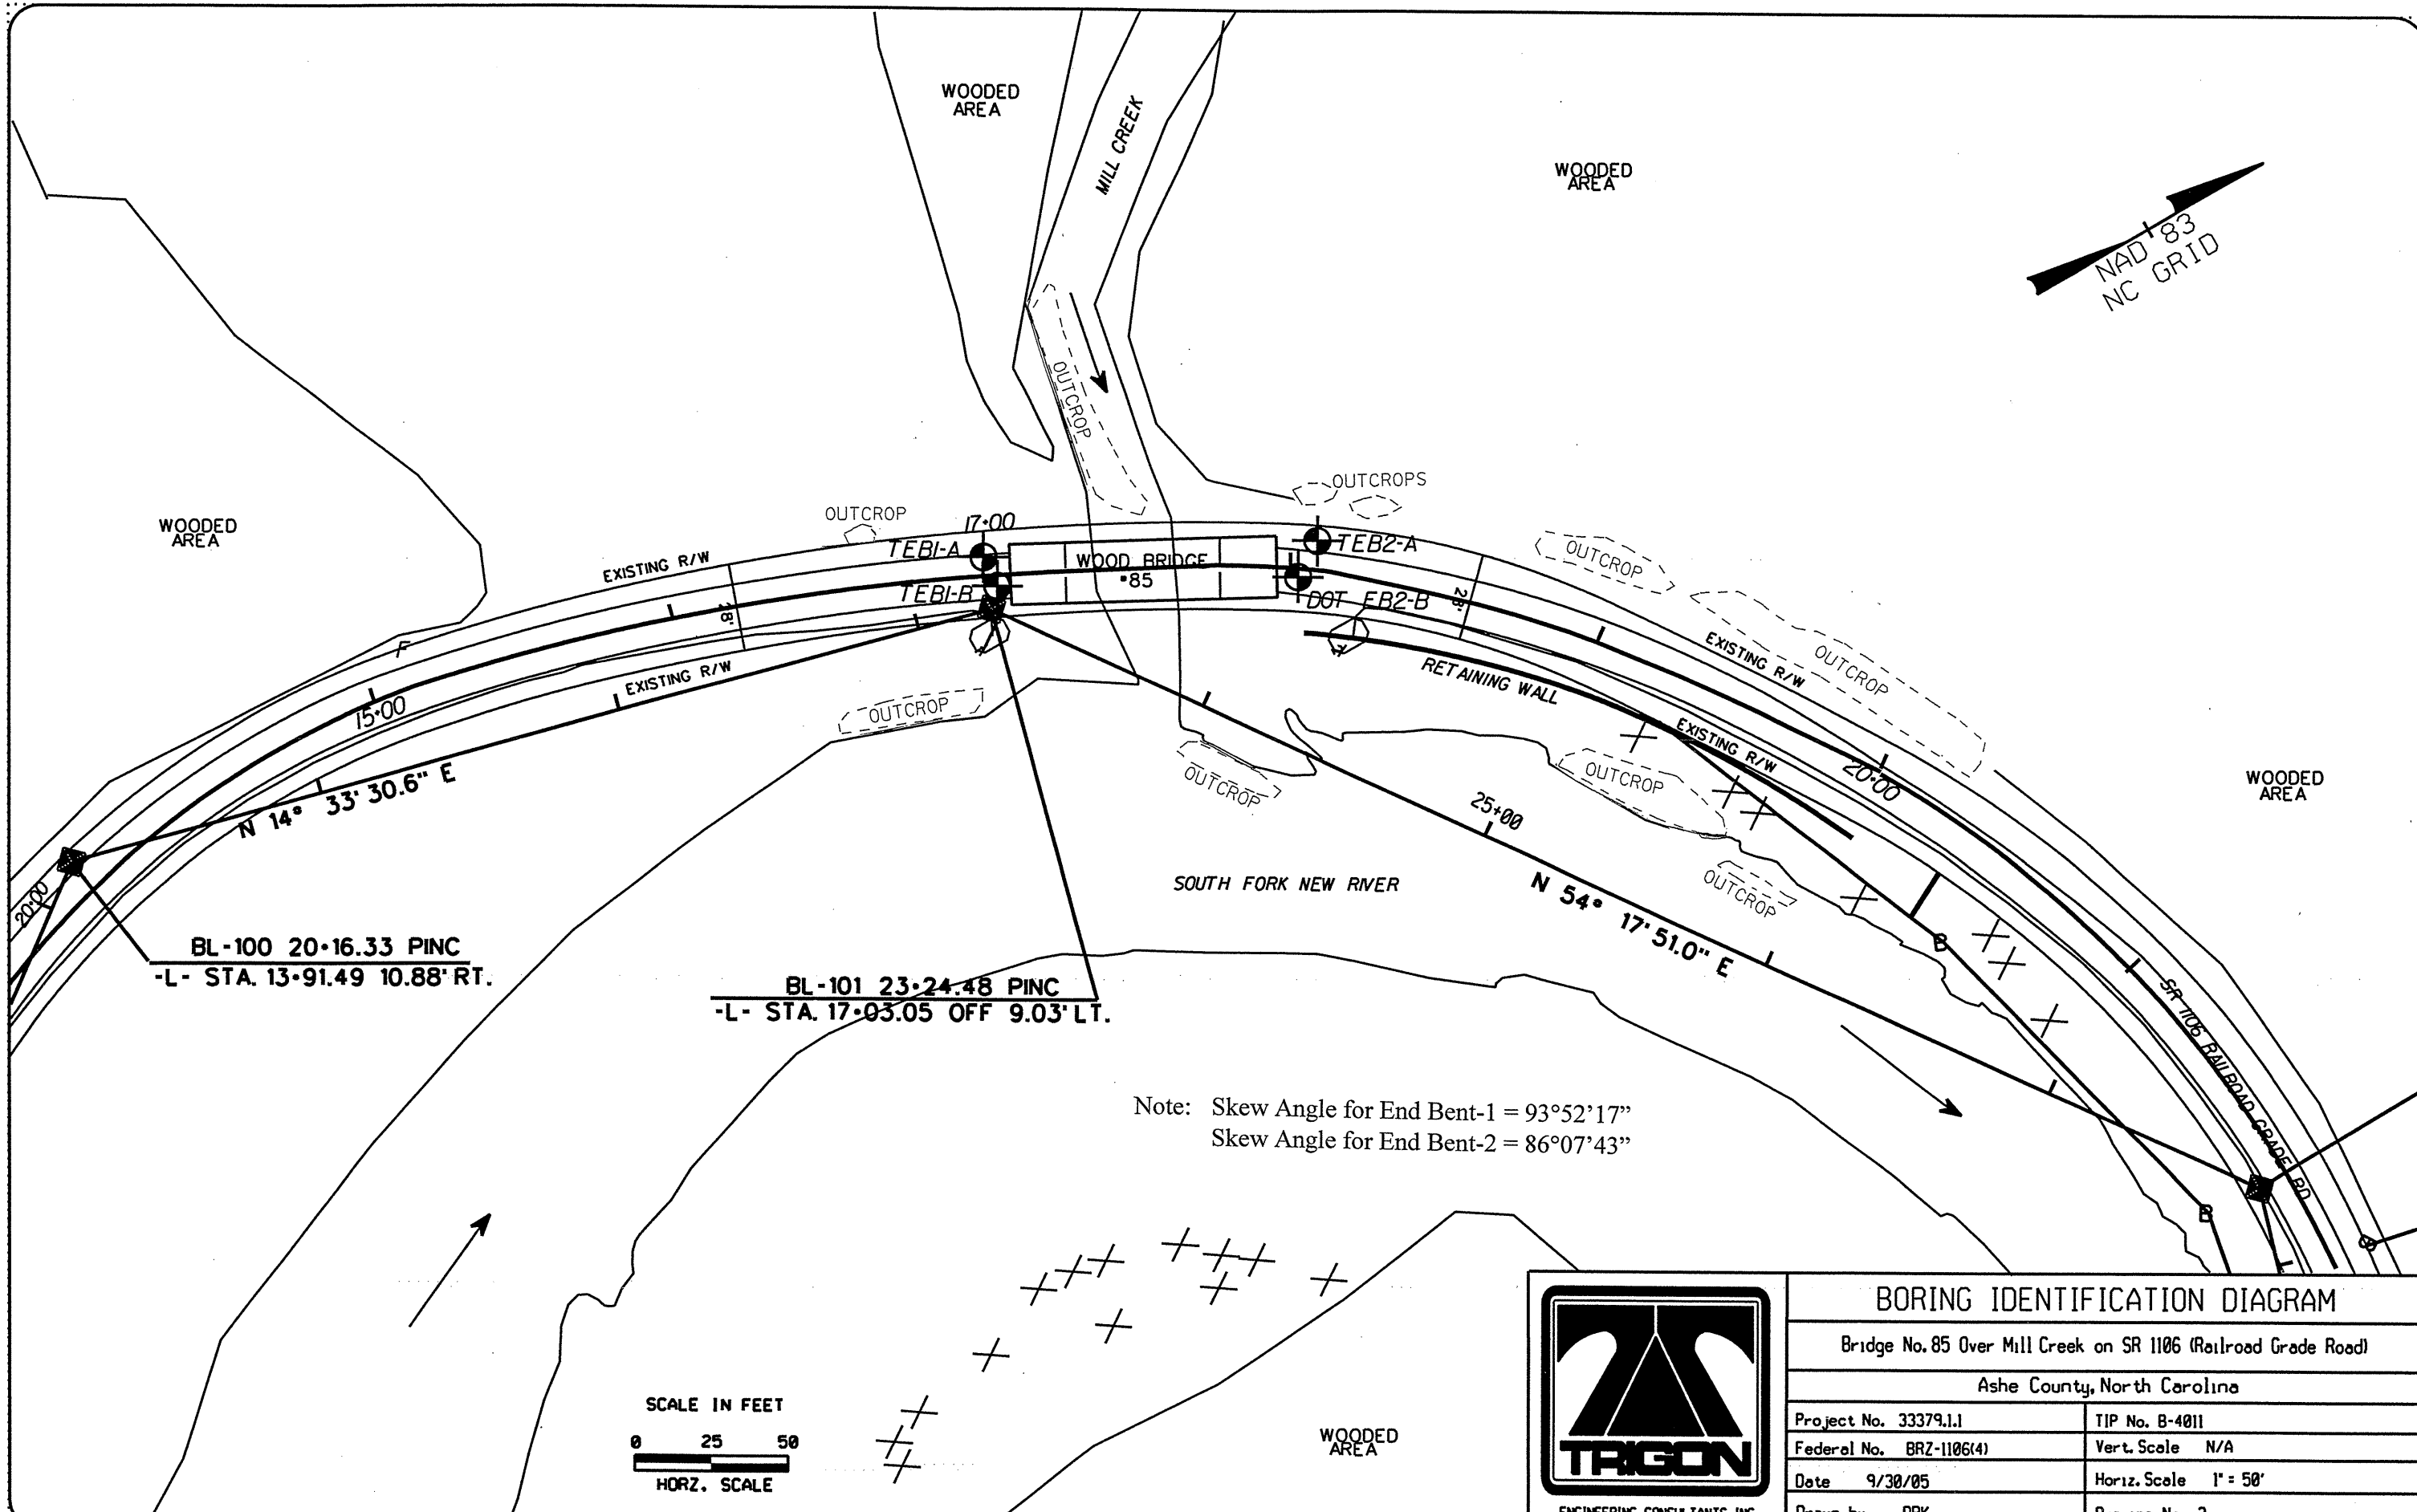 WOODED
AREA
MILL CREEK
WOODED
AREA
NAD 83
NC GRID
OUTCROP
WOODED
AREA
OUTCROP
17+00
OUTCROPS
TEB1-A
WOOD BRIDGE
85
TEB2-A
TEB1-B
DOT EB2-B
EXISTING R/W
18'
28'
OUTCROP
EXISTING R/W
OUTCROP
F
15+00
EXISTING R/W
RETAINING WALL
EXISTING R/W
OUTCROP
OUTCROP
OUTCROP
20+00
WOODED
AREA
N 14° 33' 30.6" E
25+00
OUTCROP
20+00
SOUTH FORK NEW RIVER
N 54° 17' 51.0" E
B
BL-100 20+16.33 PINC
-L- STA. 13+91.49 10.88' RT.
BL-101 23+24.48 PINC
-L- STA. 17+03.05 OFF 9.03' LT.
SR 1106 RAILROAD GRADE RD
B
Note: Skew Angle for End Bent-1 = 93°52'17"
Skew Angle for End Bent-2 = 86°07'43"
SCALE IN FEET
0 25 50
HORZ. SCALE
WOODED
AREA
TRIGON
ENGINEERING CONSULTANTS, INC.
BORING IDENTIFICATION DIAGRAM
Bridge No. 85 Over Mill Creek on SR 1106 (Railroad Grade Road)
Ashe County, North Carolina
Project No. 33379.1.1
TIP No. B-4011
Federal No. BRZ-1106(4)
Vert. Scale N/A
Date 9/30/05
Horiz. Scale 1" = 50'
Drawn by